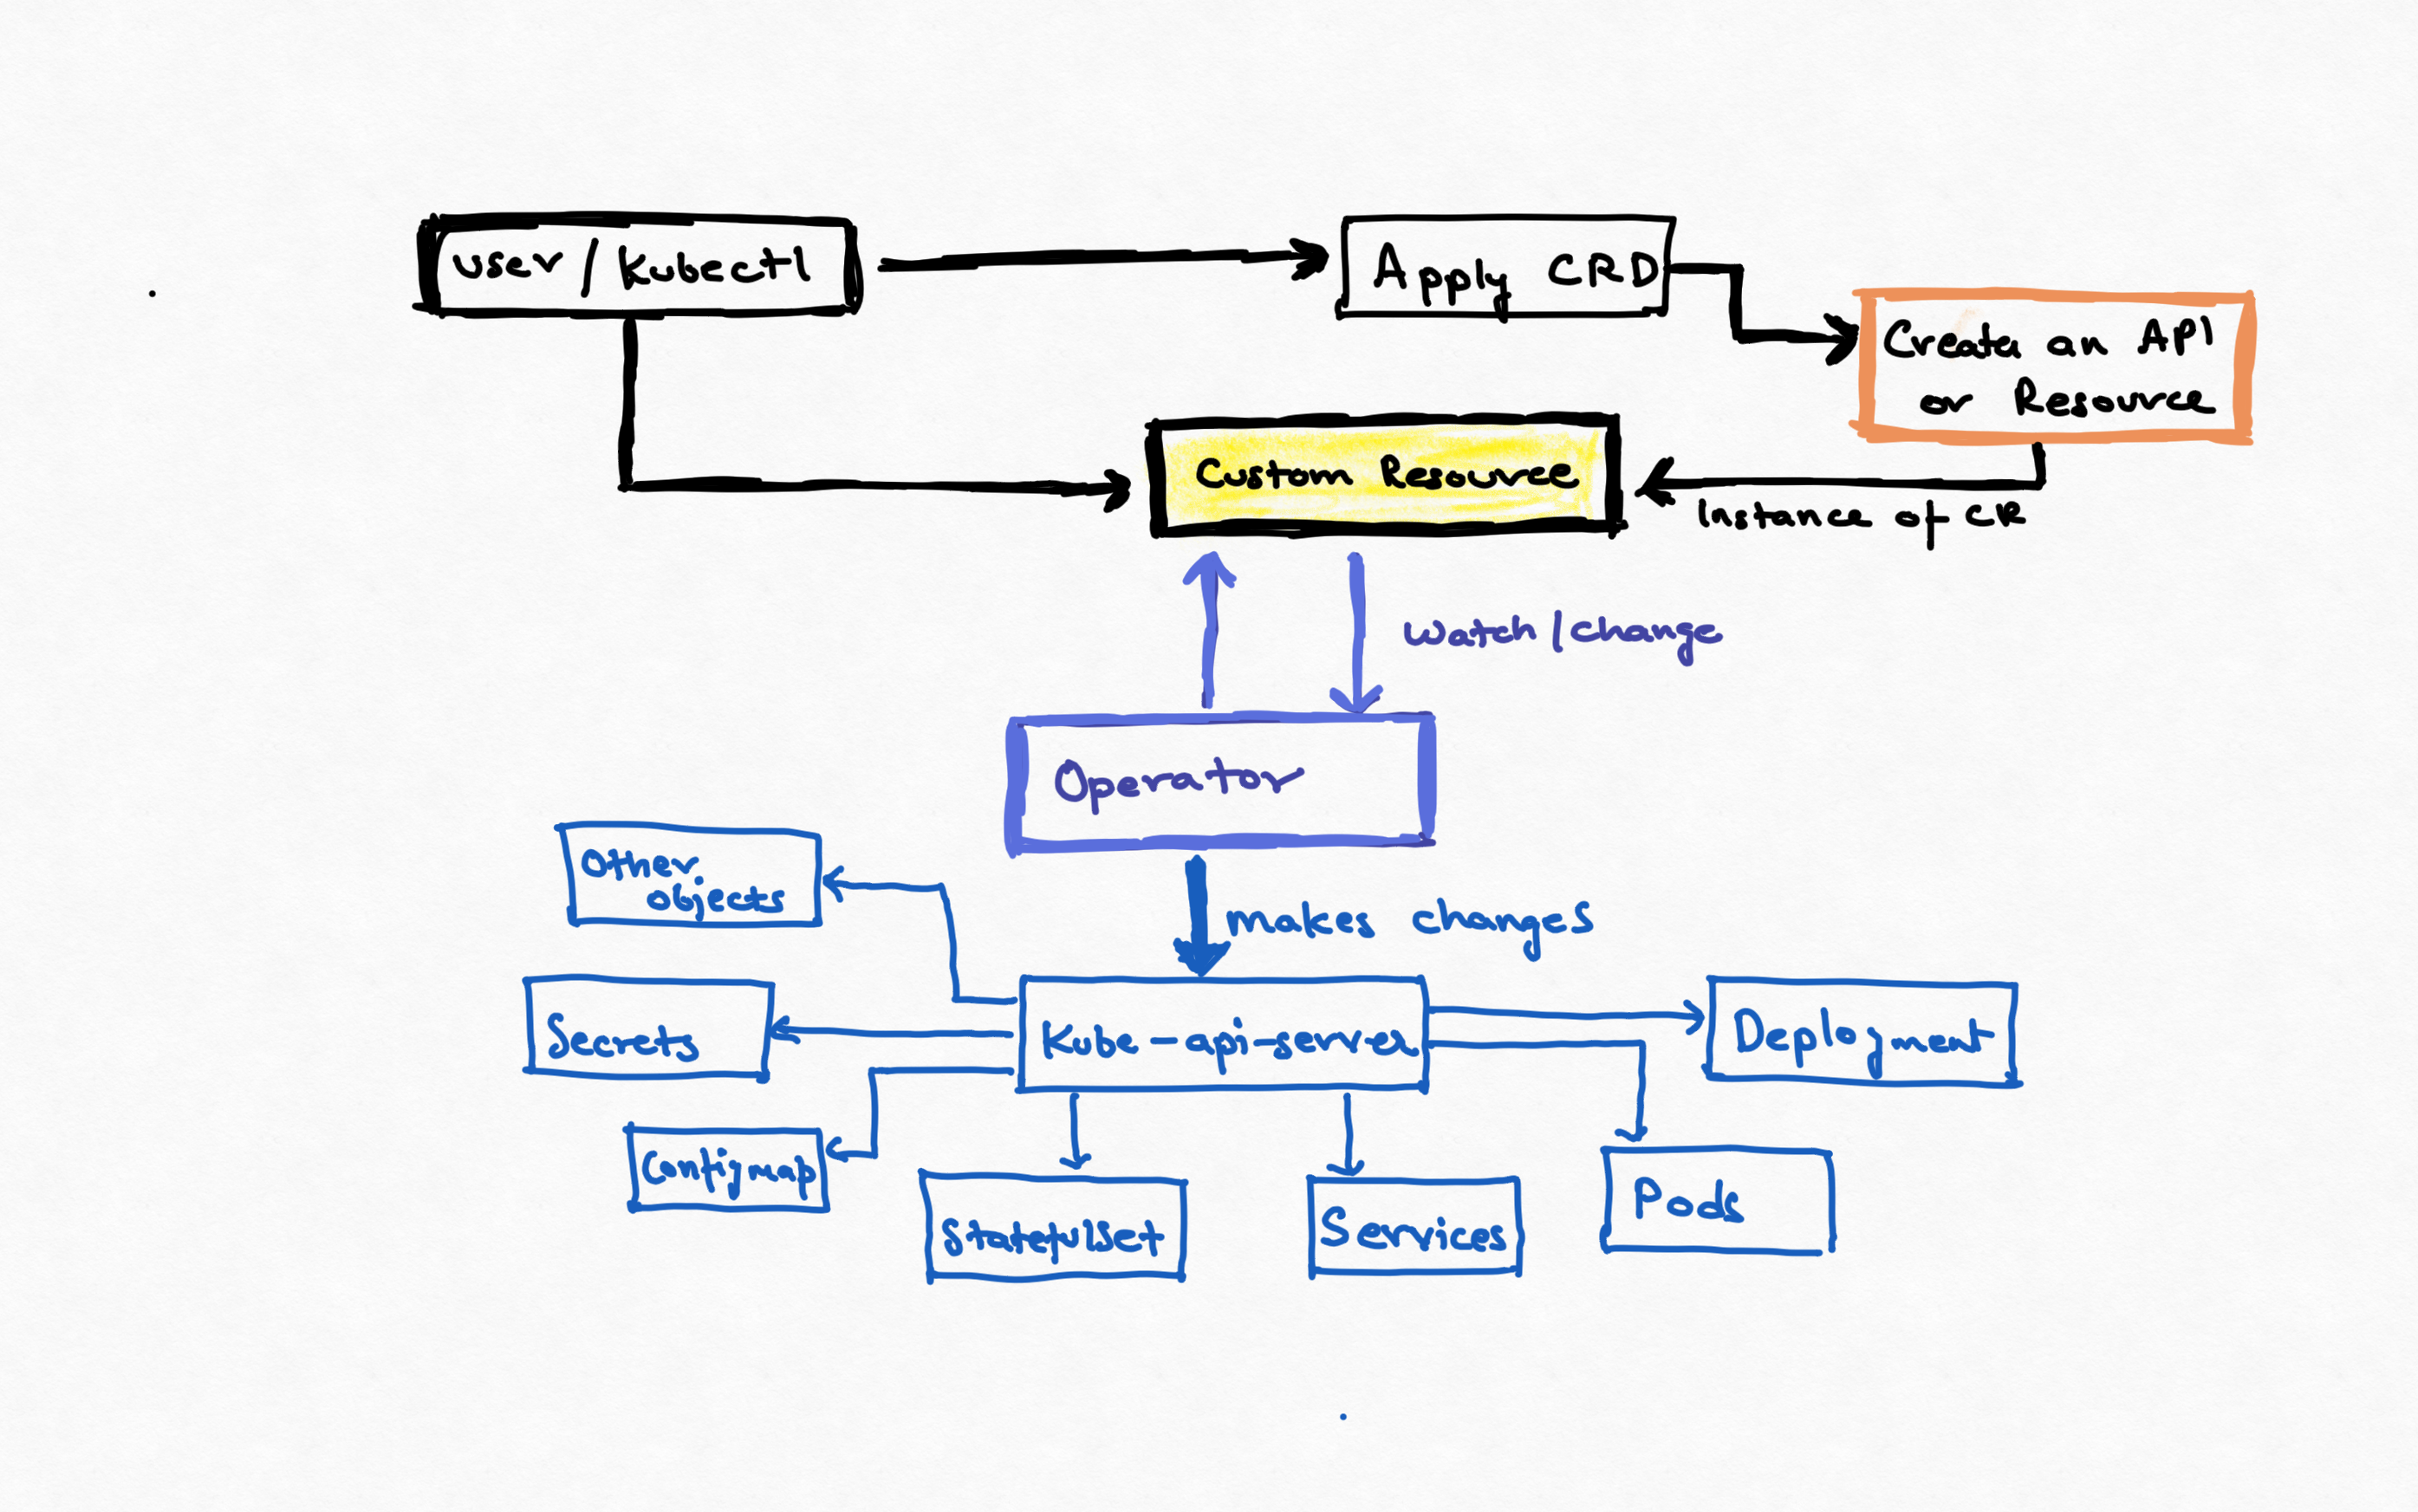 user / kubectl
Apply CRD
Create an API
or Resource
Custom Resource
Instance of CR
Watch / change
Operator
Other
objects
makes changes
Secrets
Kube-api-server
Deployment
Configmap
Statefulset
Services
Pods